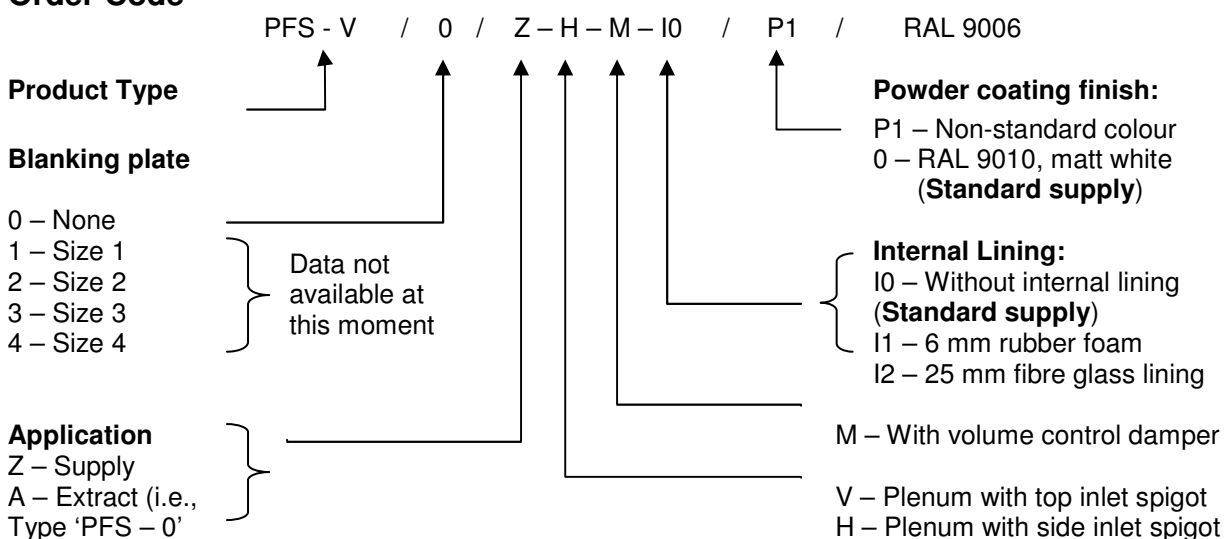 Order Code
PFS - V / 0 / Z – H – M – I0 / P1 / RAL 9006
Product Type
Blanking plate
0 – None
1 – Size 1
2 – Size 2
3 – Size 3
4 – Size 4
Data not
available at
this moment
Application
Z – Supply
A – Extract (i.e.,
Type ‘PFS – 0’
Powder coating finish:
P1 – Non-standard colour
0 – RAL 9010, matt white
(Standard supply)
Internal Lining:
I0 – Without internal lining
(Standard supply)
I1 – 6 mm rubber foam
I2 – 25 mm fibre glass lining
M – With volume control damper
V – Plenum with top inlet spigot
H – Plenum with side inlet spigot